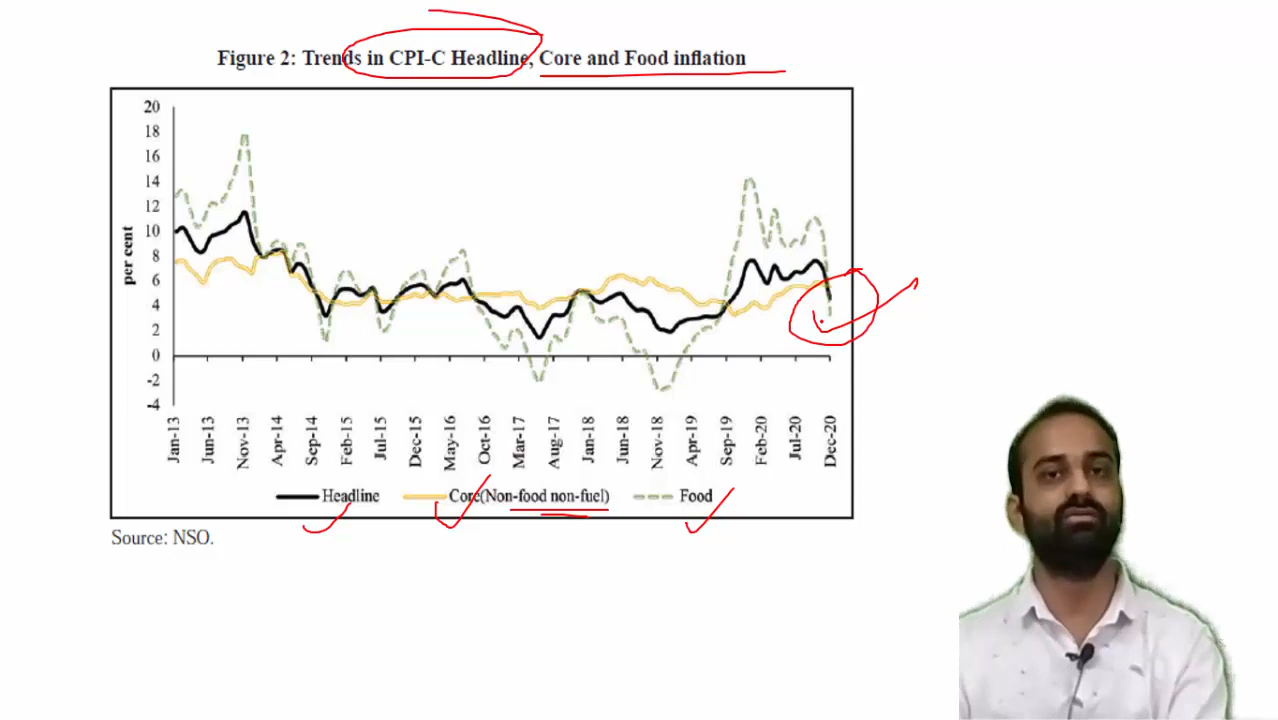 Figure 2: Trends in CPI-C Headline, Core and Food inflation
20
18
16
14
12
10
8
6
4
2
0
-2
-4
per cent
Jan-13
Jun-13
Nov-13
Apr-14
Sep-14
Feb-15
Jul-15
Dec-15
May-16
Oct-16
Mar-17
Aug-17
Jan-18
Jun-18
Nov-18
Apr-19
Sep-19
Feb-20
Jul-20
Dec-20
Headline
Core(Non-food non-fuel)
Food
Source: NSO.